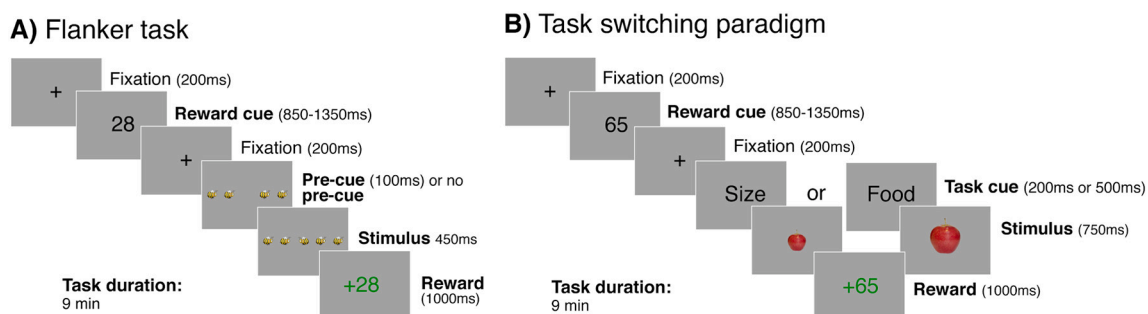 A) Flanker task
+
Fixation (200ms)
28
Reward cue (850-1350ms)
+
Fixation (200ms)
Pre-cue (100ms) or no
pre-cue
Stimulus 450ms
+28
Reward
(1000ms)
Task duration:
9 min
B) Task switching paradigm
+
Fixation (200ms)
65
Reward cue (850-1350ms)
+
Fixation (200ms)
Size or Food
Task cue (200ms or 500ms)
Stimulus (750ms)
+65
Reward (1000ms)
Task duration:
9 min